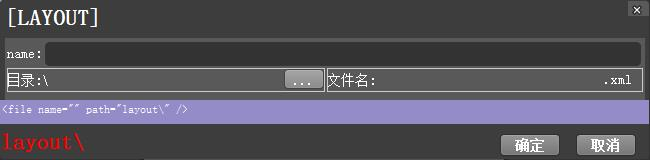 [LAYOUT]
×
name:
目录:\ ... 文件名: .xml
<file name="" path="layout\" />
layout\
确定 取消